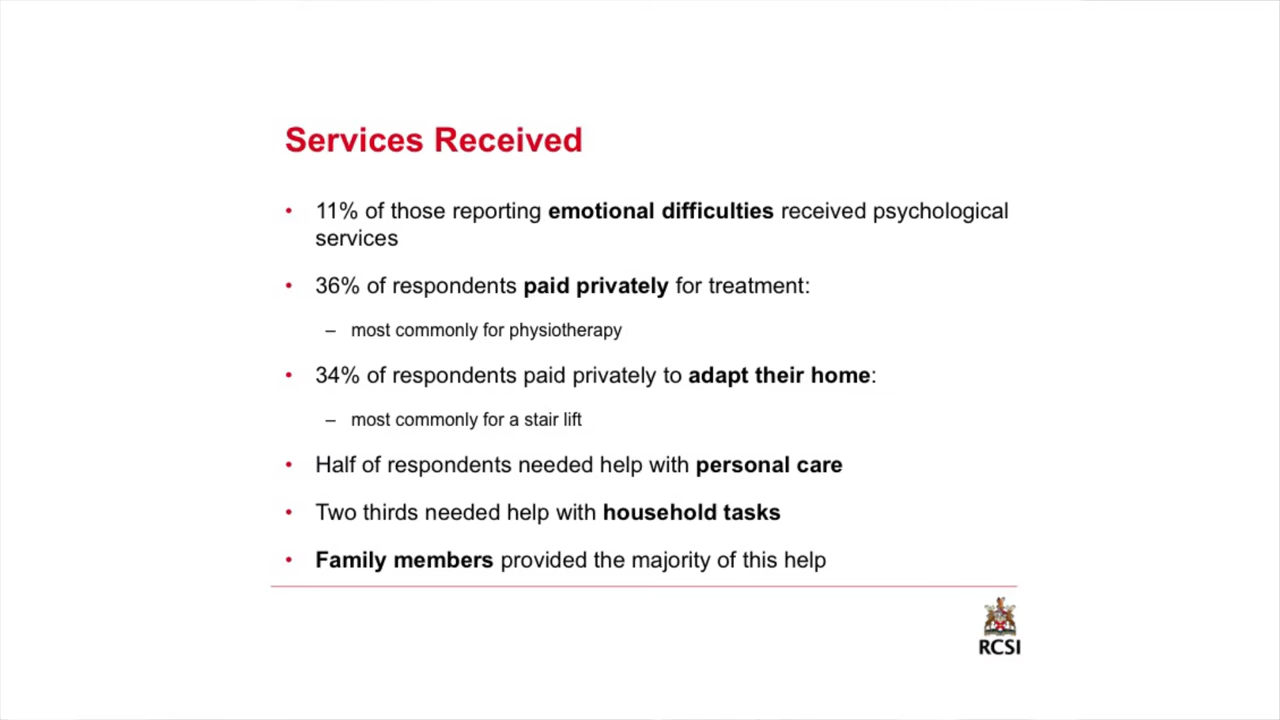 Services Received
• 11% of those reporting emotional difficulties received psychological
services
• 36% of respondents paid privately for treatment:
– most commonly for physiotherapy
• 34% of respondents paid privately to adapt their home:
– most commonly for a stair lift
• Half of respondents needed help with personal care
• Two thirds needed help with household tasks
• Family members provided the majority of this help
RCSI